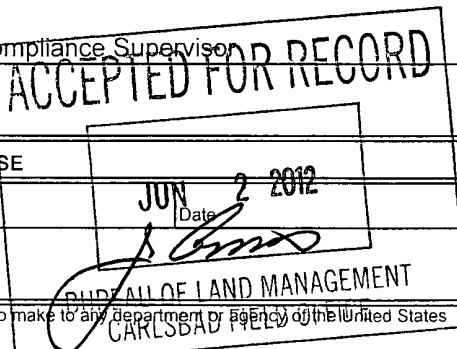 ompliance Supervisor
ACCEPTED FOR RECORD
SE
JUN 2 2012
Date
BUREAU OF LAND MANAGEMENT
o make to any department or agency of the United States
CARLSBAD FIELD OFFICE